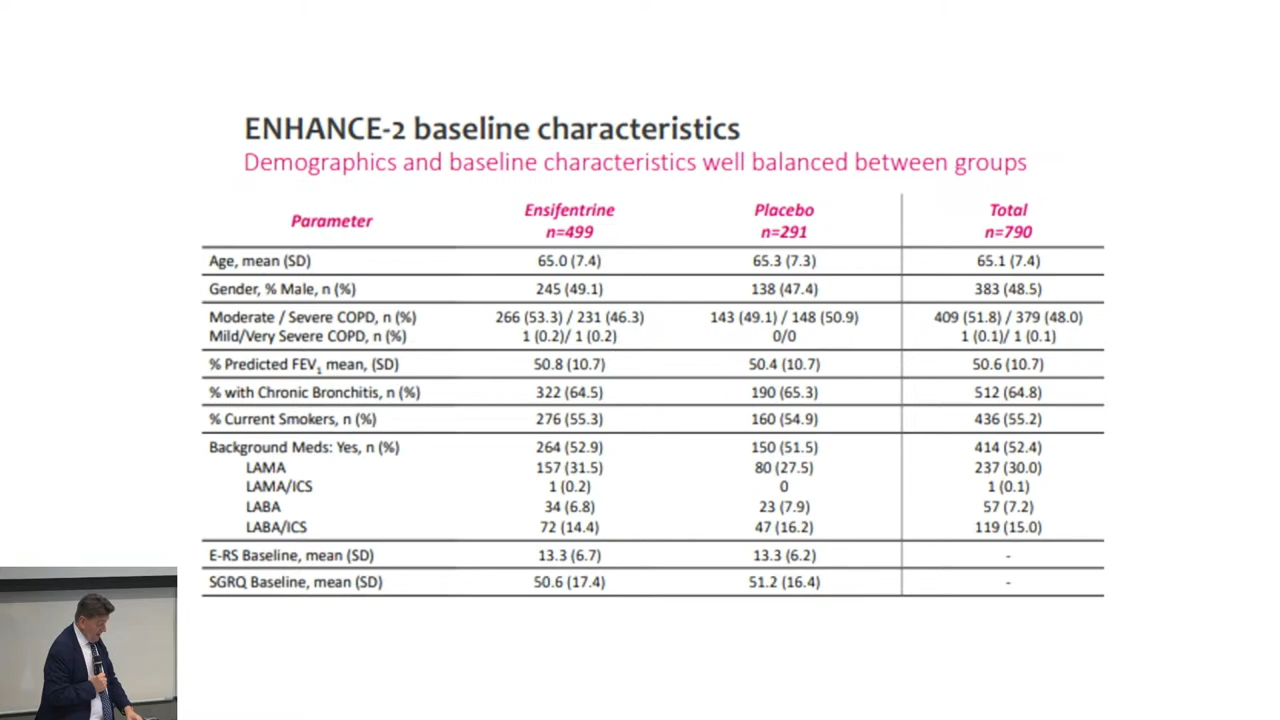 ENHANCE-2 baseline characteristics
Demographics and baseline characteristics well balanced between groups
Parameter Ensifentrine n=499 Placebo n=291 Total n=790
Age, mean (SD) 65.0 (7.4) 65.3 (7.3) 65.1 (7.4)
Gender, % Male, n (%) 245 (49.1) 138 (47.4) 383 (48.5)
Moderate / Severe COPD, n (%) 266 (53.3) / 231 (46.3) 143 (49.1) / 148 (50.9) 409 (51.8) / 379 (48.0)
Mild/Very Severe COPD, n (%) 1 (0.2)/ 1 (0.2) 0/0 1 (0.1)/ 1 (0.1)
% Predicted FEV₁ mean, (SD) 50.8 (10.7) 50.4 (10.7) 50.6 (10.7)
% with Chronic Bronchitis, n (%) 322 (64.5) 190 (65.3) 512 (64.8)
% Current Smokers, n (%) 276 (55.3) 160 (54.9) 436 (55.2)
Background Meds: Yes, n (%) 264 (52.9) 150 (51.5) 414 (52.4)
LAMA 157 (31.5) 80 (27.5) 237 (30.0)
LAMA/ICS 1 (0.2) 0 1 (0.1)
LABA 34 (6.8) 23 (7.9) 57 (7.2)
LABA/ICS 72 (14.4) 47 (16.2) 119 (15.0)
E-RS Baseline, mean (SD) 13.3 (6.7) 13.3 (6.2) -
SGRQ Baseline, mean (SD) 50.6 (17.4) 51.2 (16.4) -